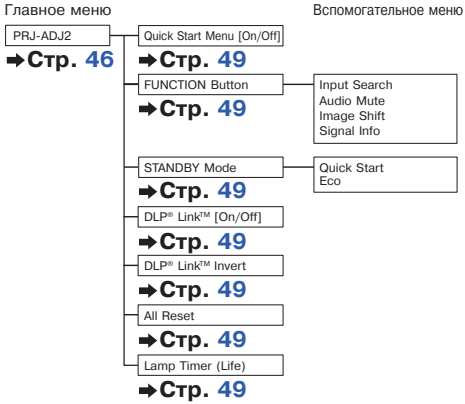 Главное меню
Вспомогательное меню
PRJ-ADJ2
➡Стр. 46
Quick Start Menu [On/Off]
➡Стр. 49
FUNCTION Button
➡Стр. 49
Input Search
Audio Mute
Image Shift
Signal Info
STANDBY Mode
➡Стр. 49
Quick Start
Eco
DLP® Link™ [On/Off]
➡Стр. 49
DLP® Link™ Invert
➡Стр. 49
All Reset
➡Стр. 49
Lamp Timer (Life)
➡Стр. 49